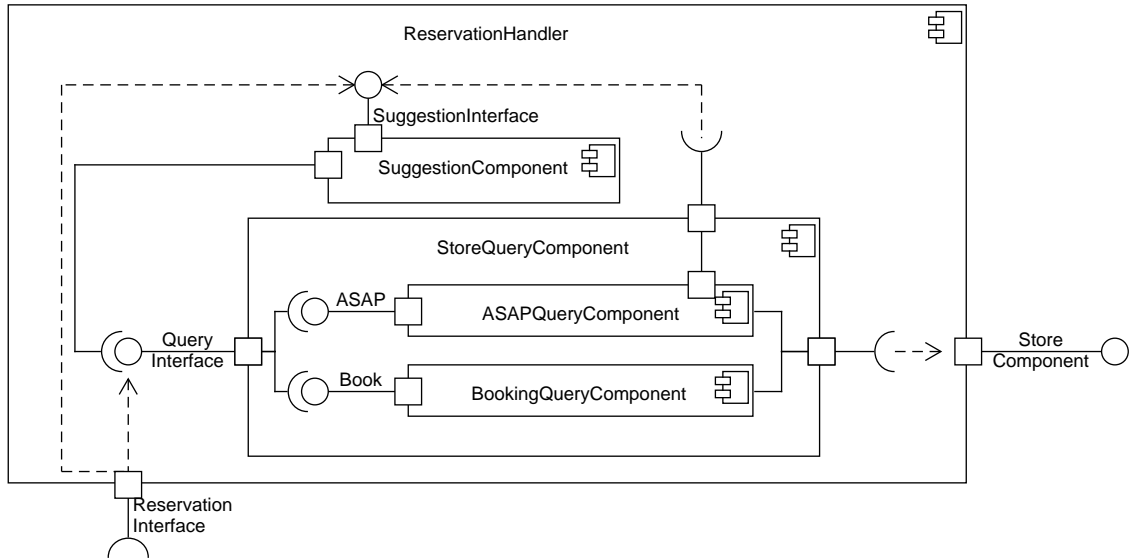 ReservationHandler
SuggestionInterface
SuggestionComponent
StoreQueryComponent
ASAP
ASAPQueryComponent
Query
Interface
Store
Component
Book
BookingQueryComponent
Reservation
Interface